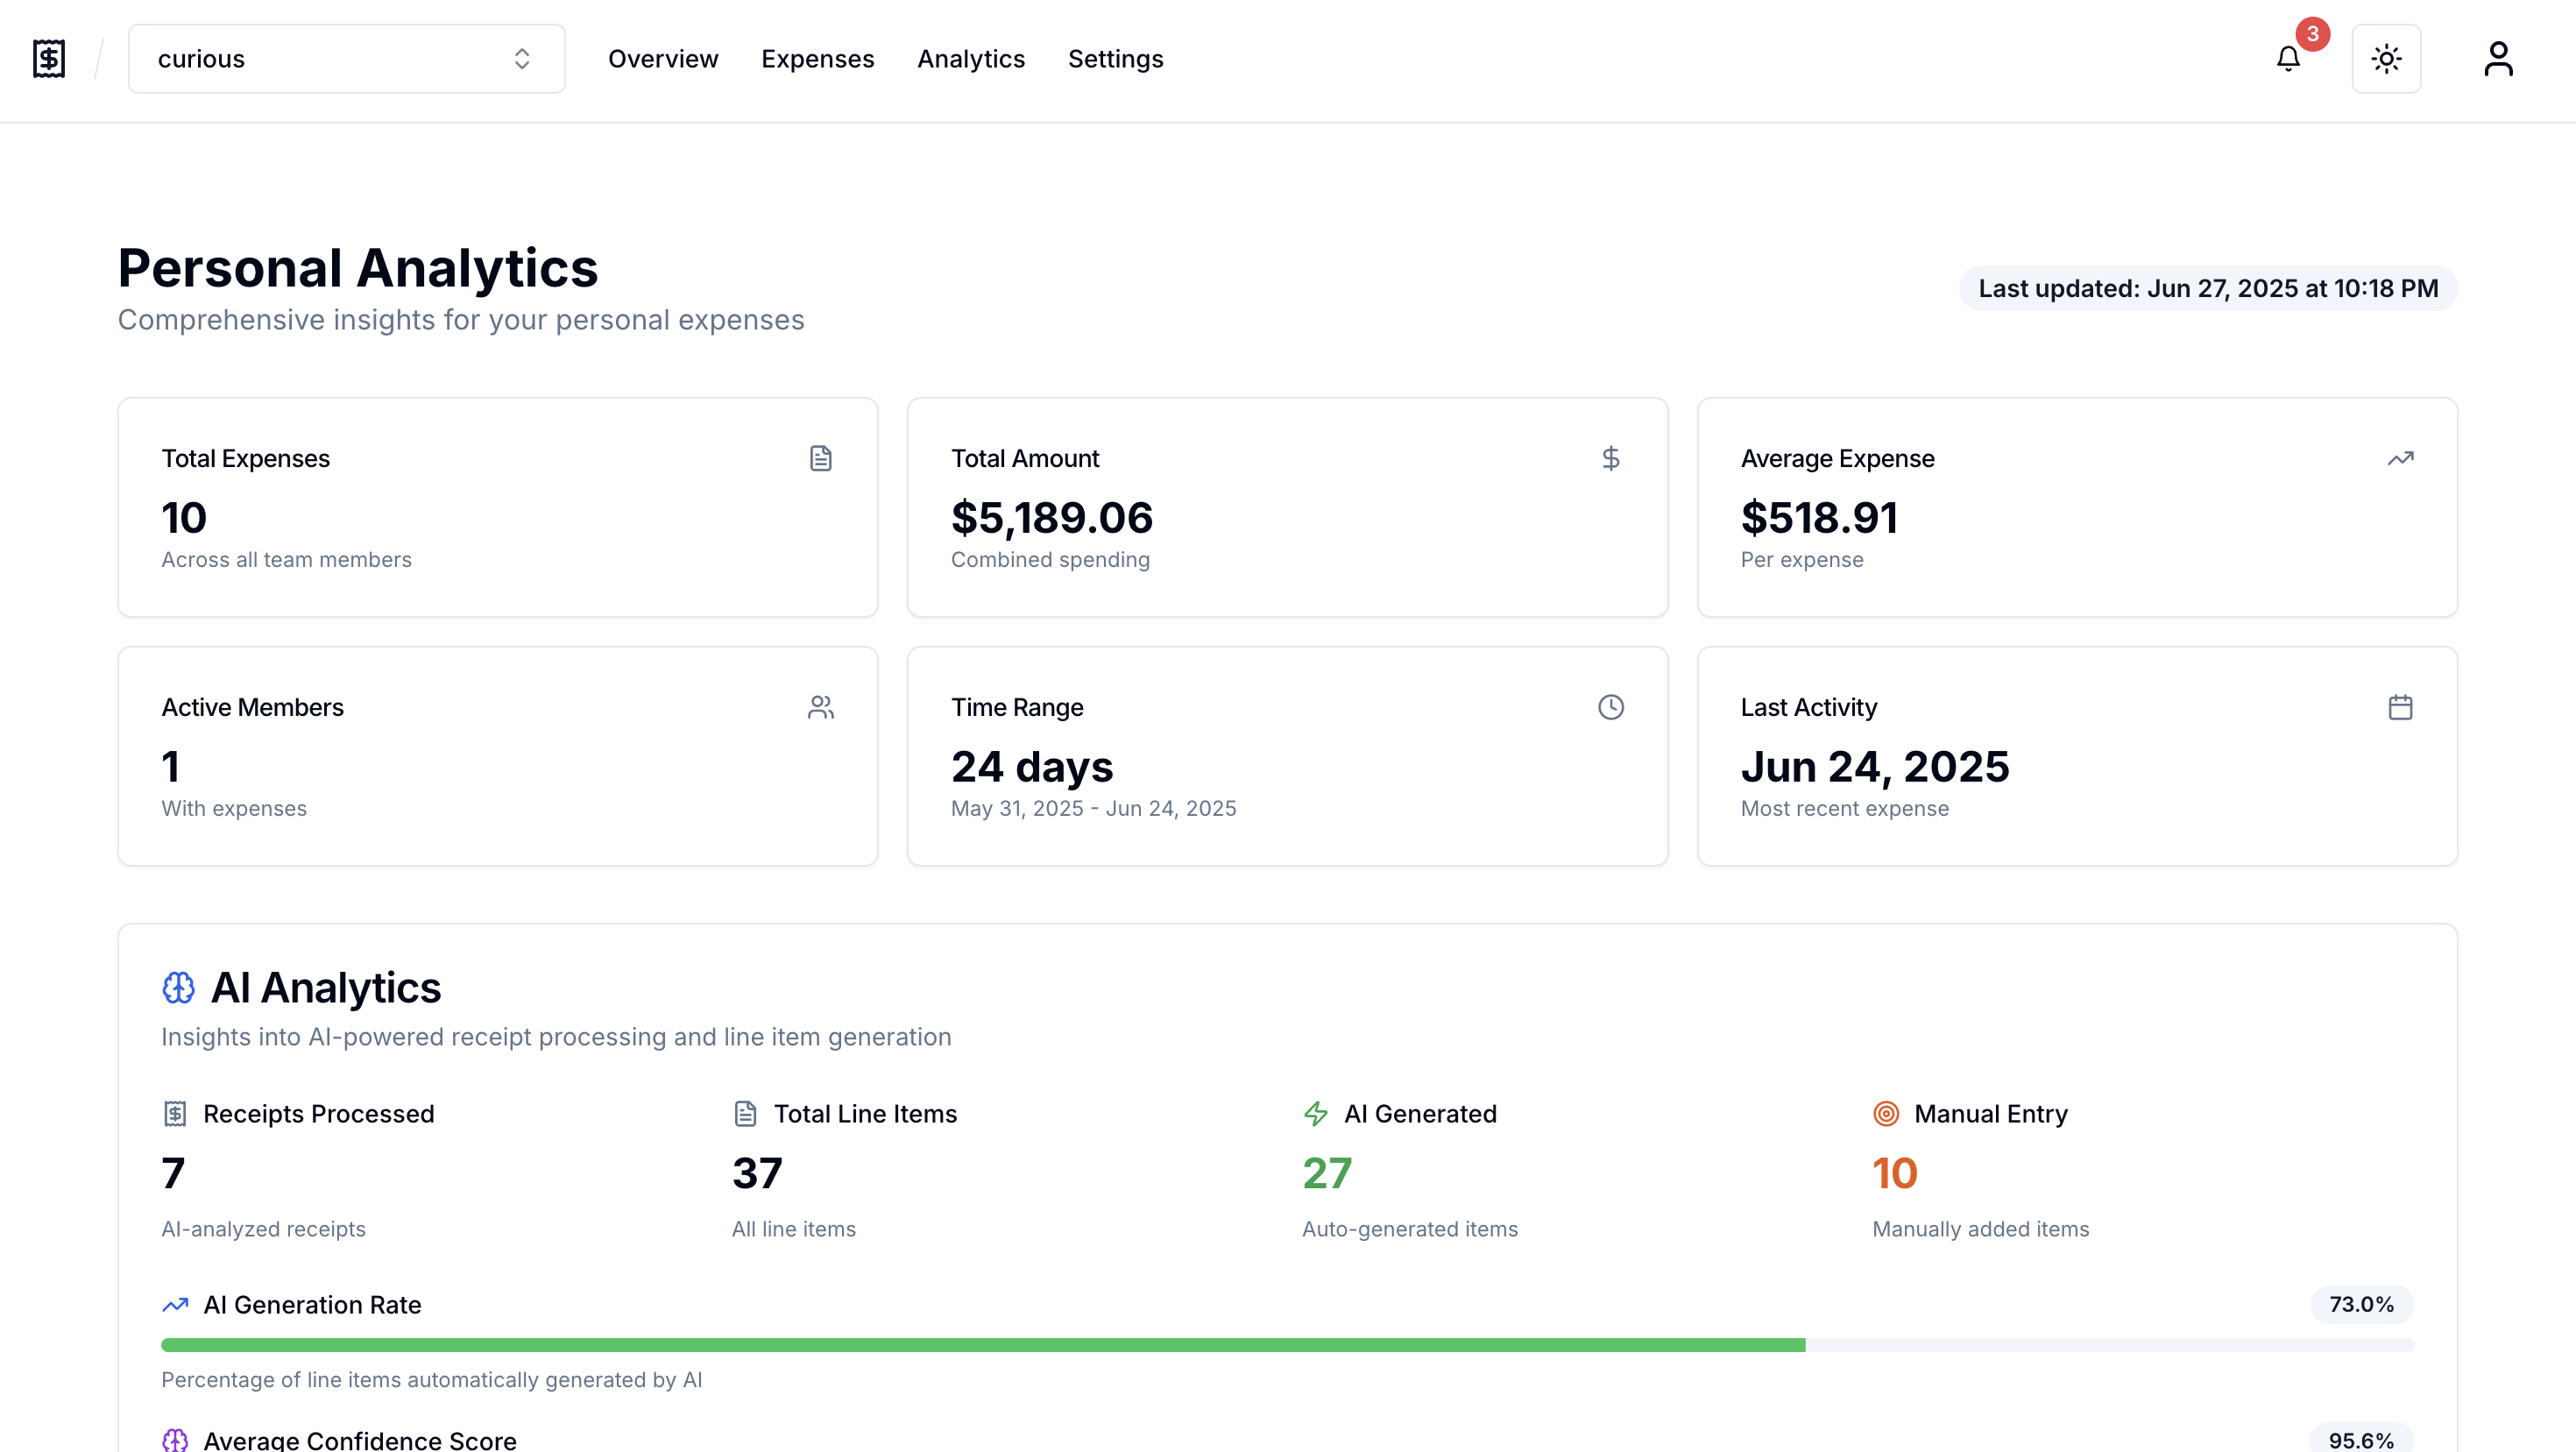 curious
Overview
Expenses
Analytics
Settings
3
Personal Analytics
Comprehensive insights for your personal expenses
Last updated: Jun 27, 2025 at 10:18 PM
Total Expenses
10
Across all team members
Total Amount
$5,189.06
Combined spending
Average Expense
$518.91
Per expense
Active Members
1
With expenses
Time Range
24 days
May 31, 2025 - Jun 24, 2025
Last Activity
Jun 24, 2025
Most recent expense
AI Analytics
Insights into AI-powered receipt processing and line item generation
Receipts Processed
7
AI-analyzed receipts
Total Line Items
37
All line items
AI Generated
27
Auto-generated items
Manual Entry
10
Manually added items
AI Generation Rate
73.0%
Percentage of line items automatically generated by AI
Average Confidence Score
95.6%